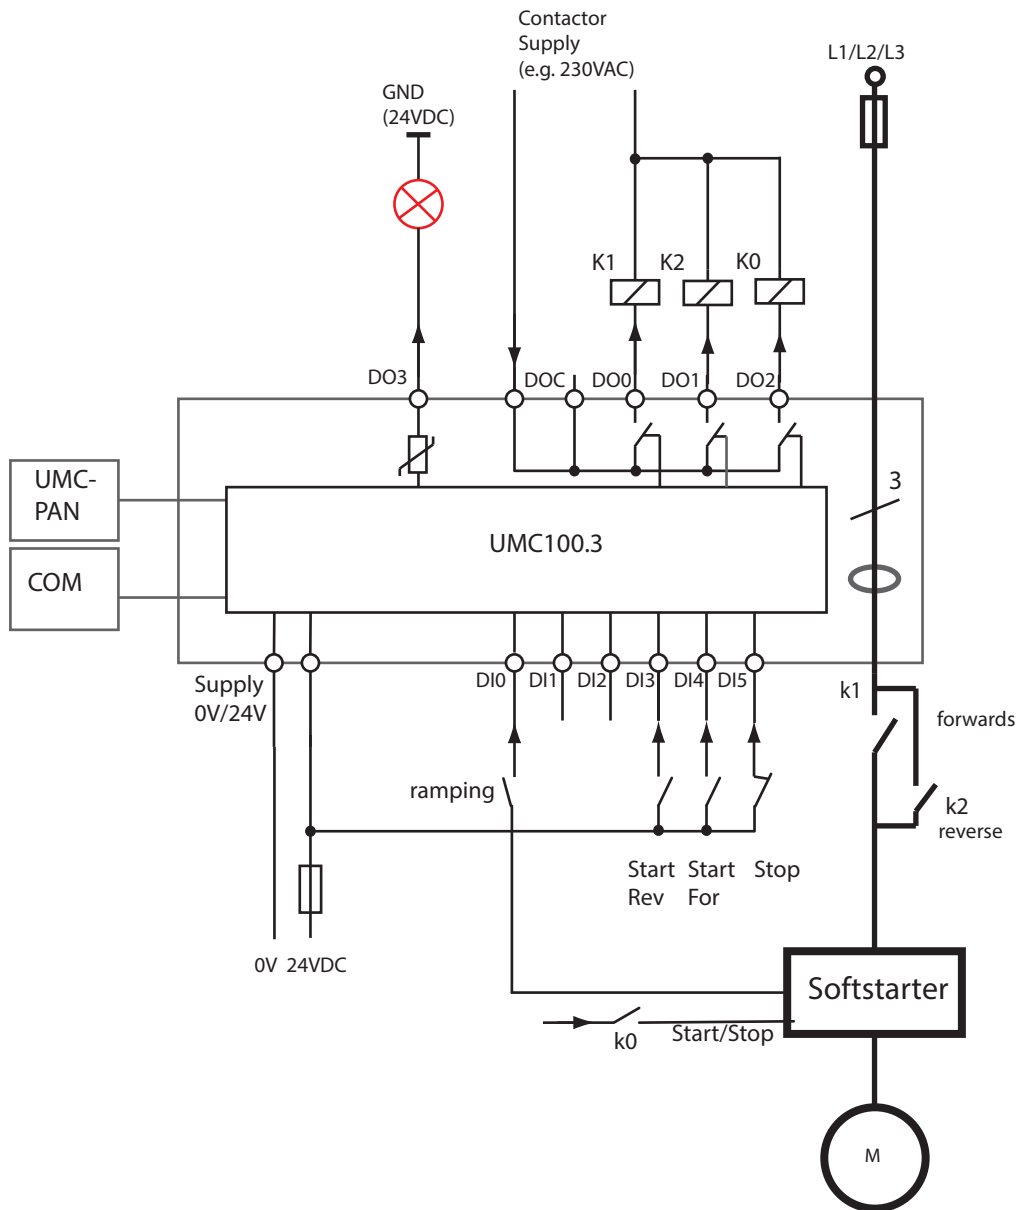 Contactor
Supply
(e.g. 230VAC)
L1/L2/L3
GND
(24VDC)
K1
K2
K0
DO3
DOC
DO0
DO1
DO2
UMC-
PAN
3
UMC100.3
COM
Supply
0V/24V
DI0
DI1
DI2
DI3
DI4
DI5
k1
forwards
ramping
k2
reverse
Start
Rev
Start
For
Stop
0V
24VDC
Softstarter
k0
Start/Stop
M